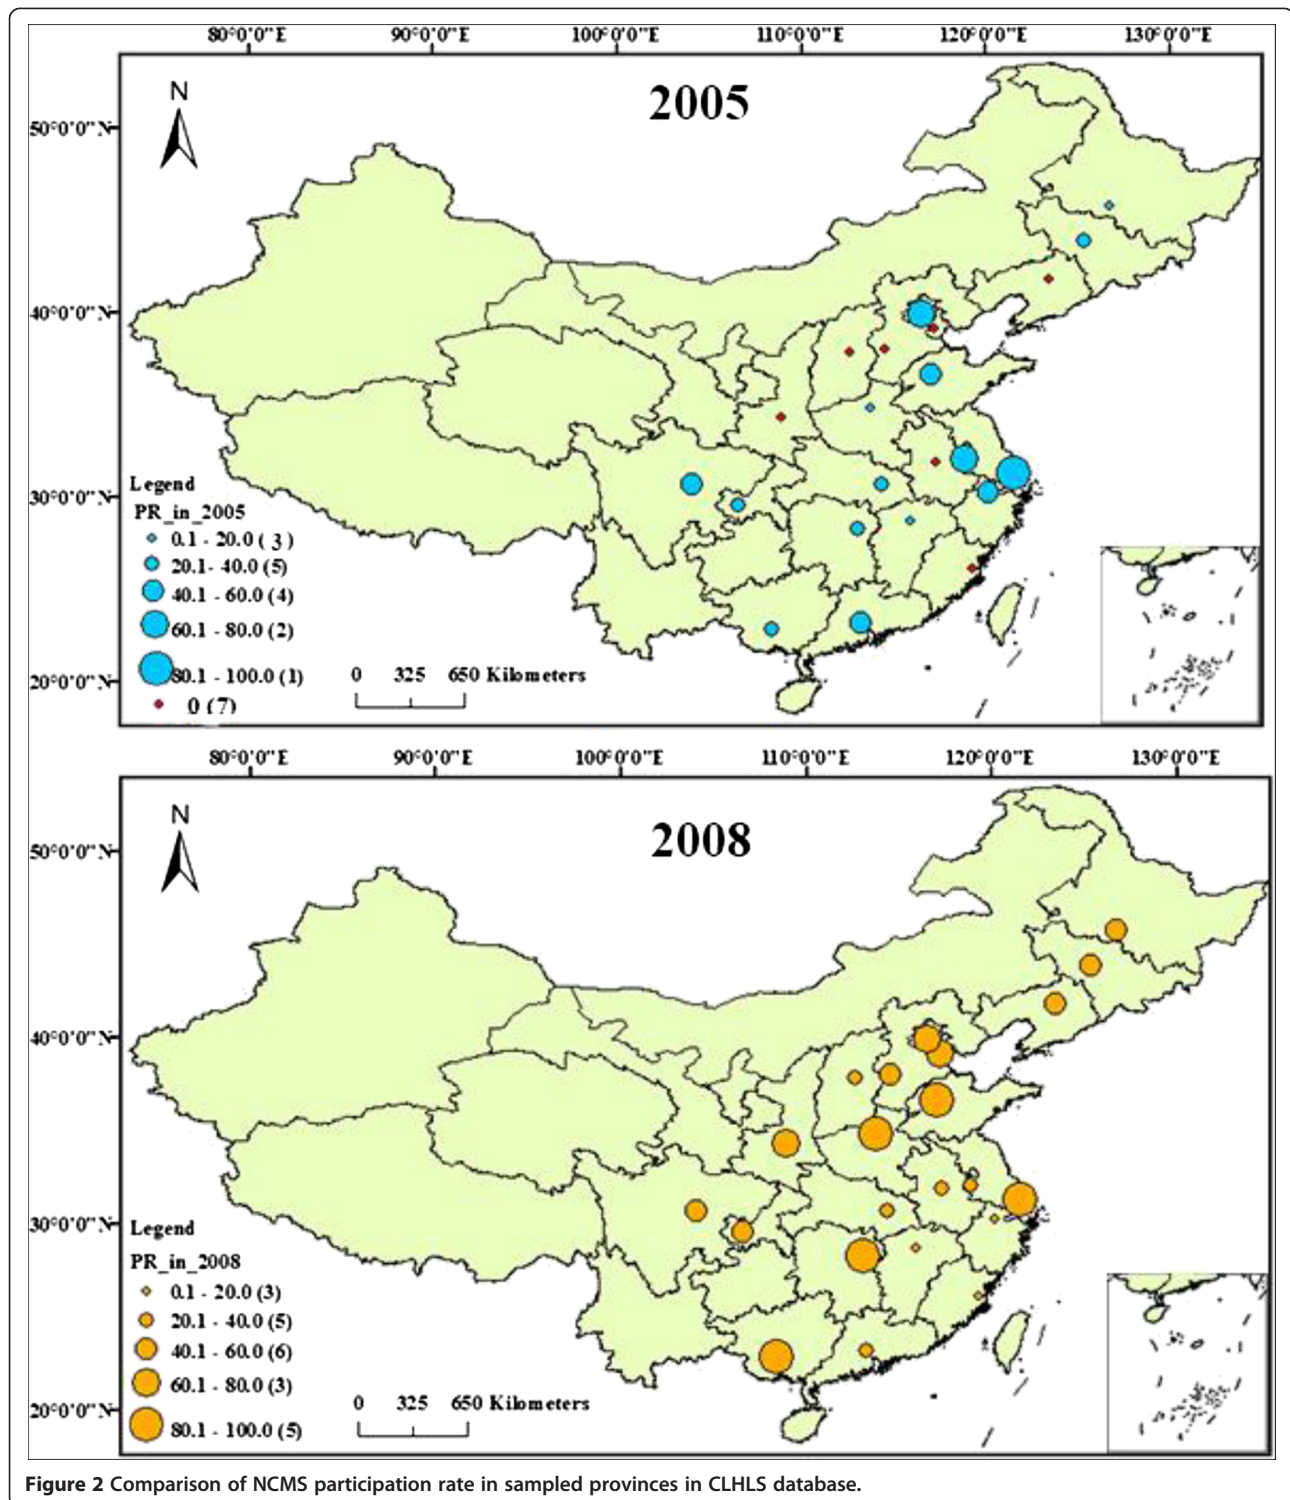 80°0'0"E 90°0'0"E 100°0'0"E 110°0'0"E 120°0'0"E 130°0'0"E
N
2005
50°0'0"N
40°0'0"N
30°0'0"N
20°0'0"N
Legend
PR_in_2005
0.1 - 20.0 ( 3 )
20.1- 40.0 (5)
40.1 - 60.0 (4)
60.1 - 80.0 (2)
80.1 - 100.0 (1)
0 (7)
0 325 650 Kilometers
80°0'0"E 90°0'0"E 100°0'0"E 110°0'0"E 120°0'0"E 130°0'0"E
N
2008
50°0'0"N
40°0'0"N
30°0'0"N
20°0'0"N
Legend
PR_in_2008
0.1 - 20.0 (3)
20.1 - 40.0 (5)
40.1 - 60.0 (6)
60.1 - 80.0 (3)
80.1 - 100.0 (5)
0 325 650 Kilometers
Figure 2 Comparison of NCMS participation rate in sampled provinces in CLHLS database.